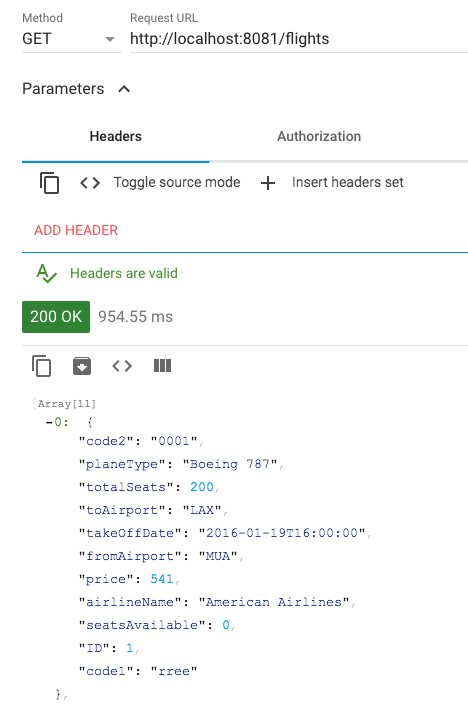 Method Request URL
GET http://localhost:8081/flights
Parameters
Headers Authorization
Toggle source mode Insert headers set
ADD HEADER
Headers are valid
200 OK 954.55 ms
[Array[11]
-0: {
"code2": "0001",
"planeType": "Boeing 787",
"totalSeats": 200,
"toAirport": "LAX",
"takeOffDate": "2016-01-19T16:00:00",
"fromAirport": "MUA",
"price": 541,
"airlineName": "American Airlines",
"seatsAvailable": 0,
"ID": 1,
"code1": "rree"
},